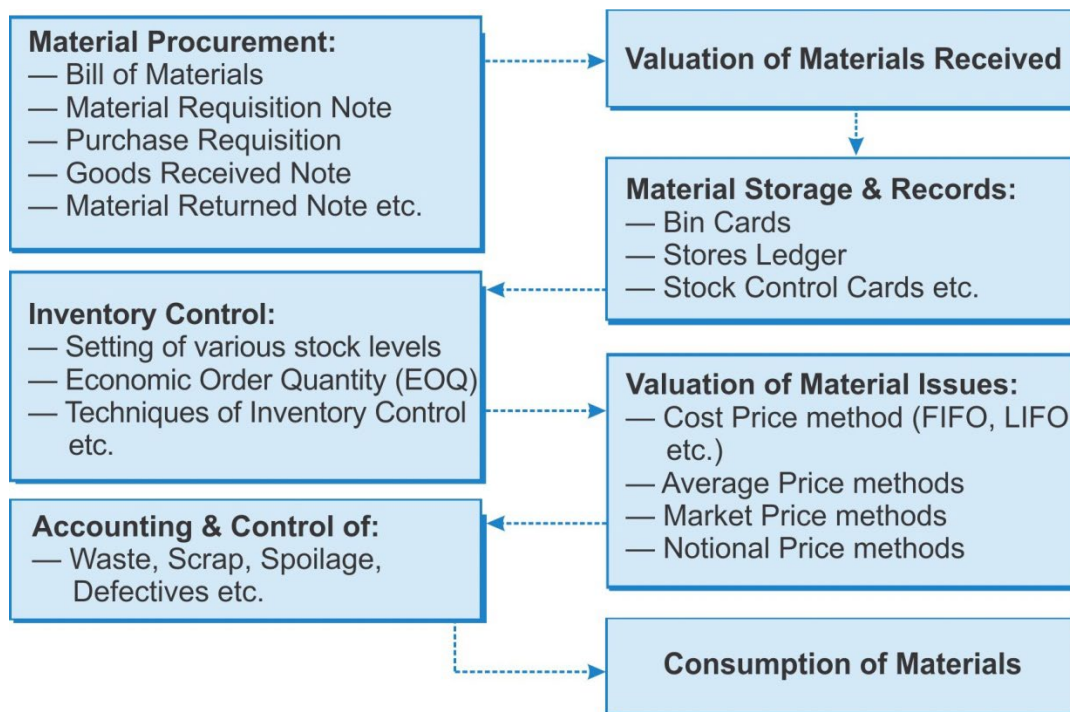 Material Procurement:
— Bill of Materials
— Material Requisition Note
— Purchase Requisition
— Goods Received Note
— Material Returned Note etc.
Valuation of Materials Received
Material Storage & Records:
— Bin Cards
— Stores Ledger
— Stock Control Cards etc.
Inventory Control:
— Setting of various stock levels
— Economic Order Quantity (EOQ)
— Techniques of Inventory Control
etc.
Valuation of Material Issues:
— Cost Price method (FIFO, LIFO
etc.)
— Average Price methods
— Market Price methods
— Notional Price methods
Accounting & Control of:
— Waste, Scrap, Spoilage,
Defectives etc.
Consumption of Materials